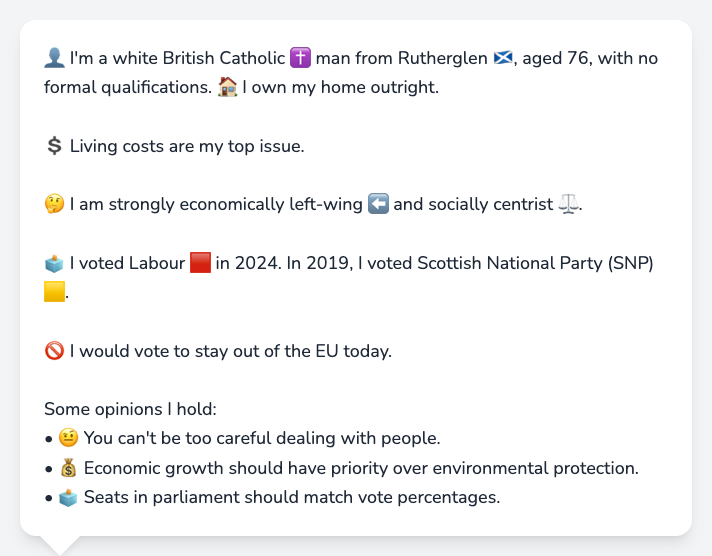 👤 I'm a white British Catholic ✝️ man from Rutherglen 🏴󠁧󠁢󠁳󠁣󠁴󠁿, aged 76, with no
formal qualifications. 🏠 I own my home outright.
💲 Living costs are my top issue.
🤔 I am strongly economically left-wing ⬅️ and socially centrist ⚖️.
🗳️ I voted Labour 🟥 in 2024. In 2019, I voted Scottish National Party (SNP)
🟨.
🚫 I would vote to stay out of the EU today.
Some opinions I hold:
• 🤨 You can't be too careful dealing with people.
• 💰 Economic growth should have priority over environmental protection.
• 🗳️ Seats in parliament should match vote percentages.